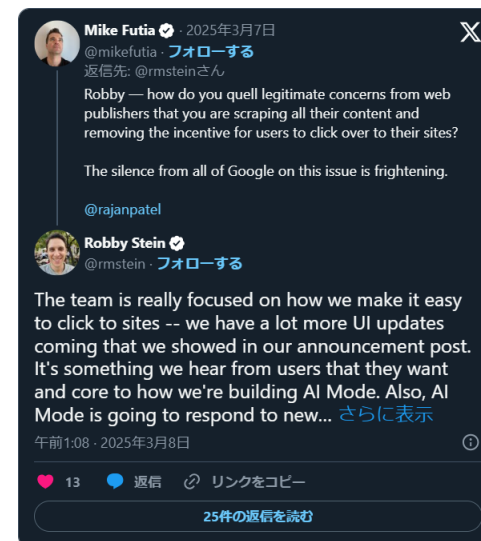 Mike Futia · 2025年3月7日
@mikefutia · フォローする
返信先: @rmsteinさん
Robby — how do you quell legitimate concerns from web
publishers that you are scraping all their content and
removing the incentive for users to click over to their sites?
The silence from all of Google on this issue is frightening.
@rajanpatel
Robby Stein
@rmstein · フォローする
The team is really focused on how we make it easy
to click to sites -- we have a lot more UI updates
coming that we showed in our announcement post.
It's something we hear from users that they want
and core to how we're building AI Mode. Also, AI
Mode is going to respond to new... さらに表示
午前1:08 · 2025年3月8日
13 返信 リンクをコピー
25件の返信を読む